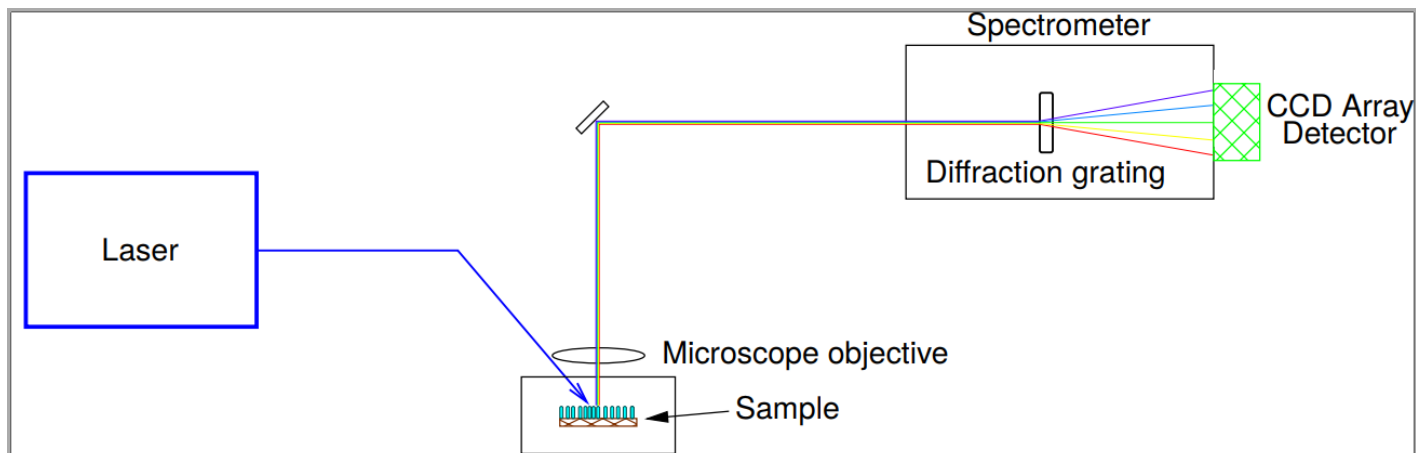 Spectrometer
CCD Array
Detector
Diffraction grating
Laser
Microscope objective
Sample